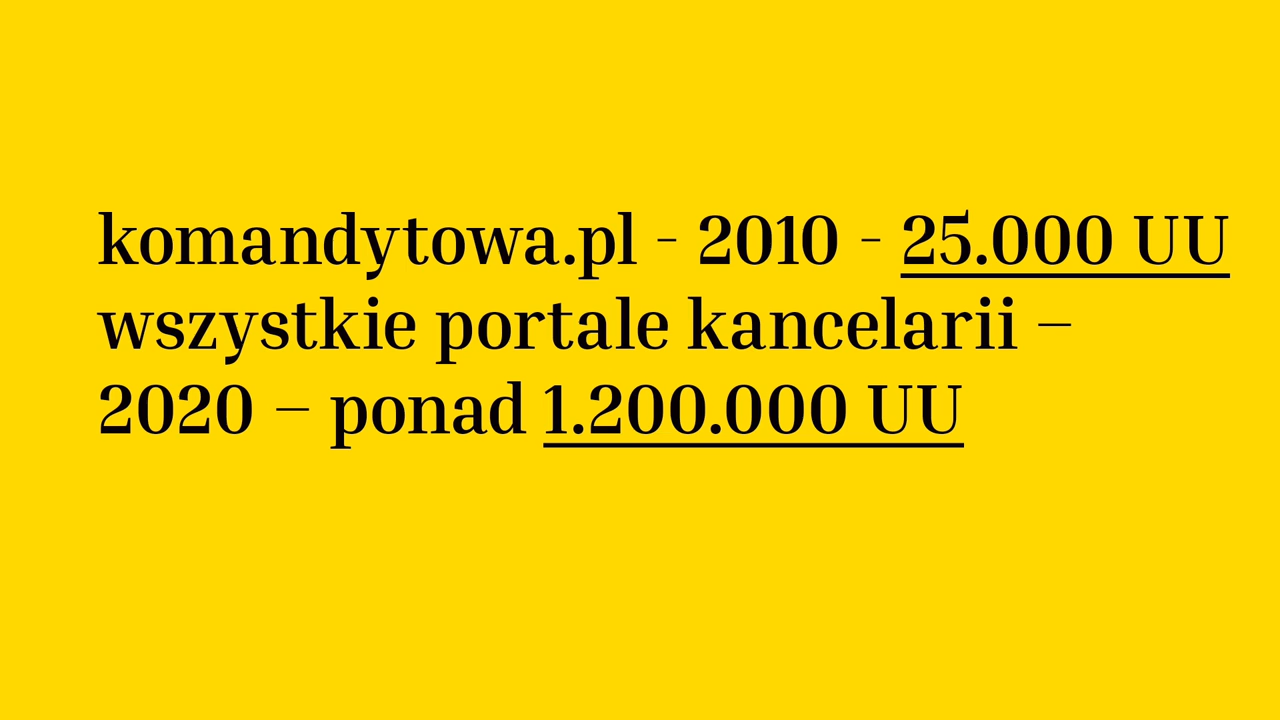 komandytowa.pl - 2010 - 25.000 UU
wszystkie portale kancelarii –
2020 – ponad 1.200.000 UU